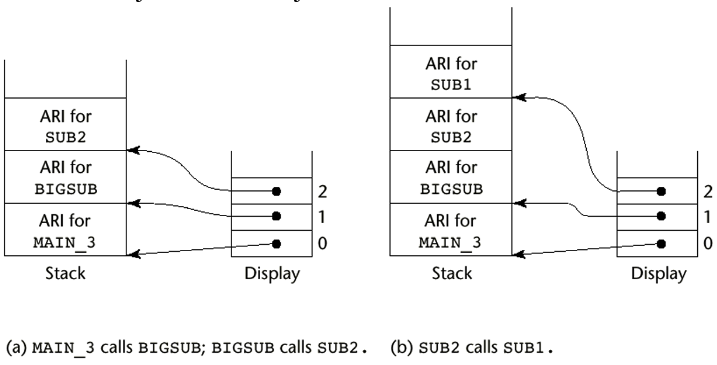 ARI for
SUB2
ARI for
BIGSUB
ARI for
MAIN_3
Stack
2
1
0
Display
ARI for
SUB1
ARI for
SUB2
ARI for
BIGSUB
ARI for
MAIN_3
Stack
2
1
0
Display
(a) MAIN_3 calls BIGSUB; BIGSUB calls SUB2.
(b) SUB2 calls SUB1.